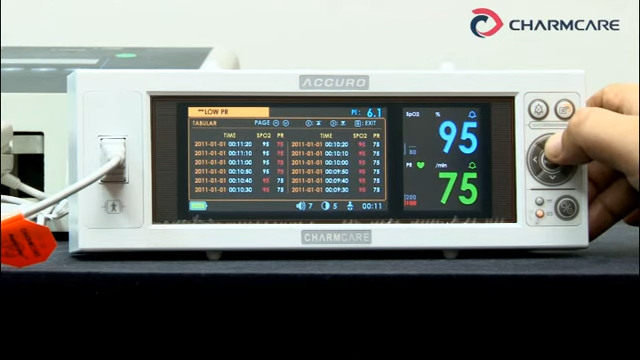 CHARMCARE
ACCURO
**LOW PR PI: 6.1
TABULAR PAGE EXIT
TIME SPO2 PR TIME SPO2 PR
2011-01-01 00:11:20 95 75 2011-01-01 00:10:20 95 75
2011-01-01 00:11:10 95 75 2011-01-01 00:10:10 95 75
2011-01-01 00:11:00 95 75 2011-01-01 00:10:00 95 75
2011-01-01 00:10:50 95 75 2011-01-01 00:09:50 95 75
2011-01-01 00:10:40 95 75 2011-01-01 00:09:40 95 75
2011-01-01 00:10:30 95 75 2011-01-01 00:09:30 95 75
7 5 00:11
SpO2 %
95
80
PR /min
75
200
100
CHARMCARE